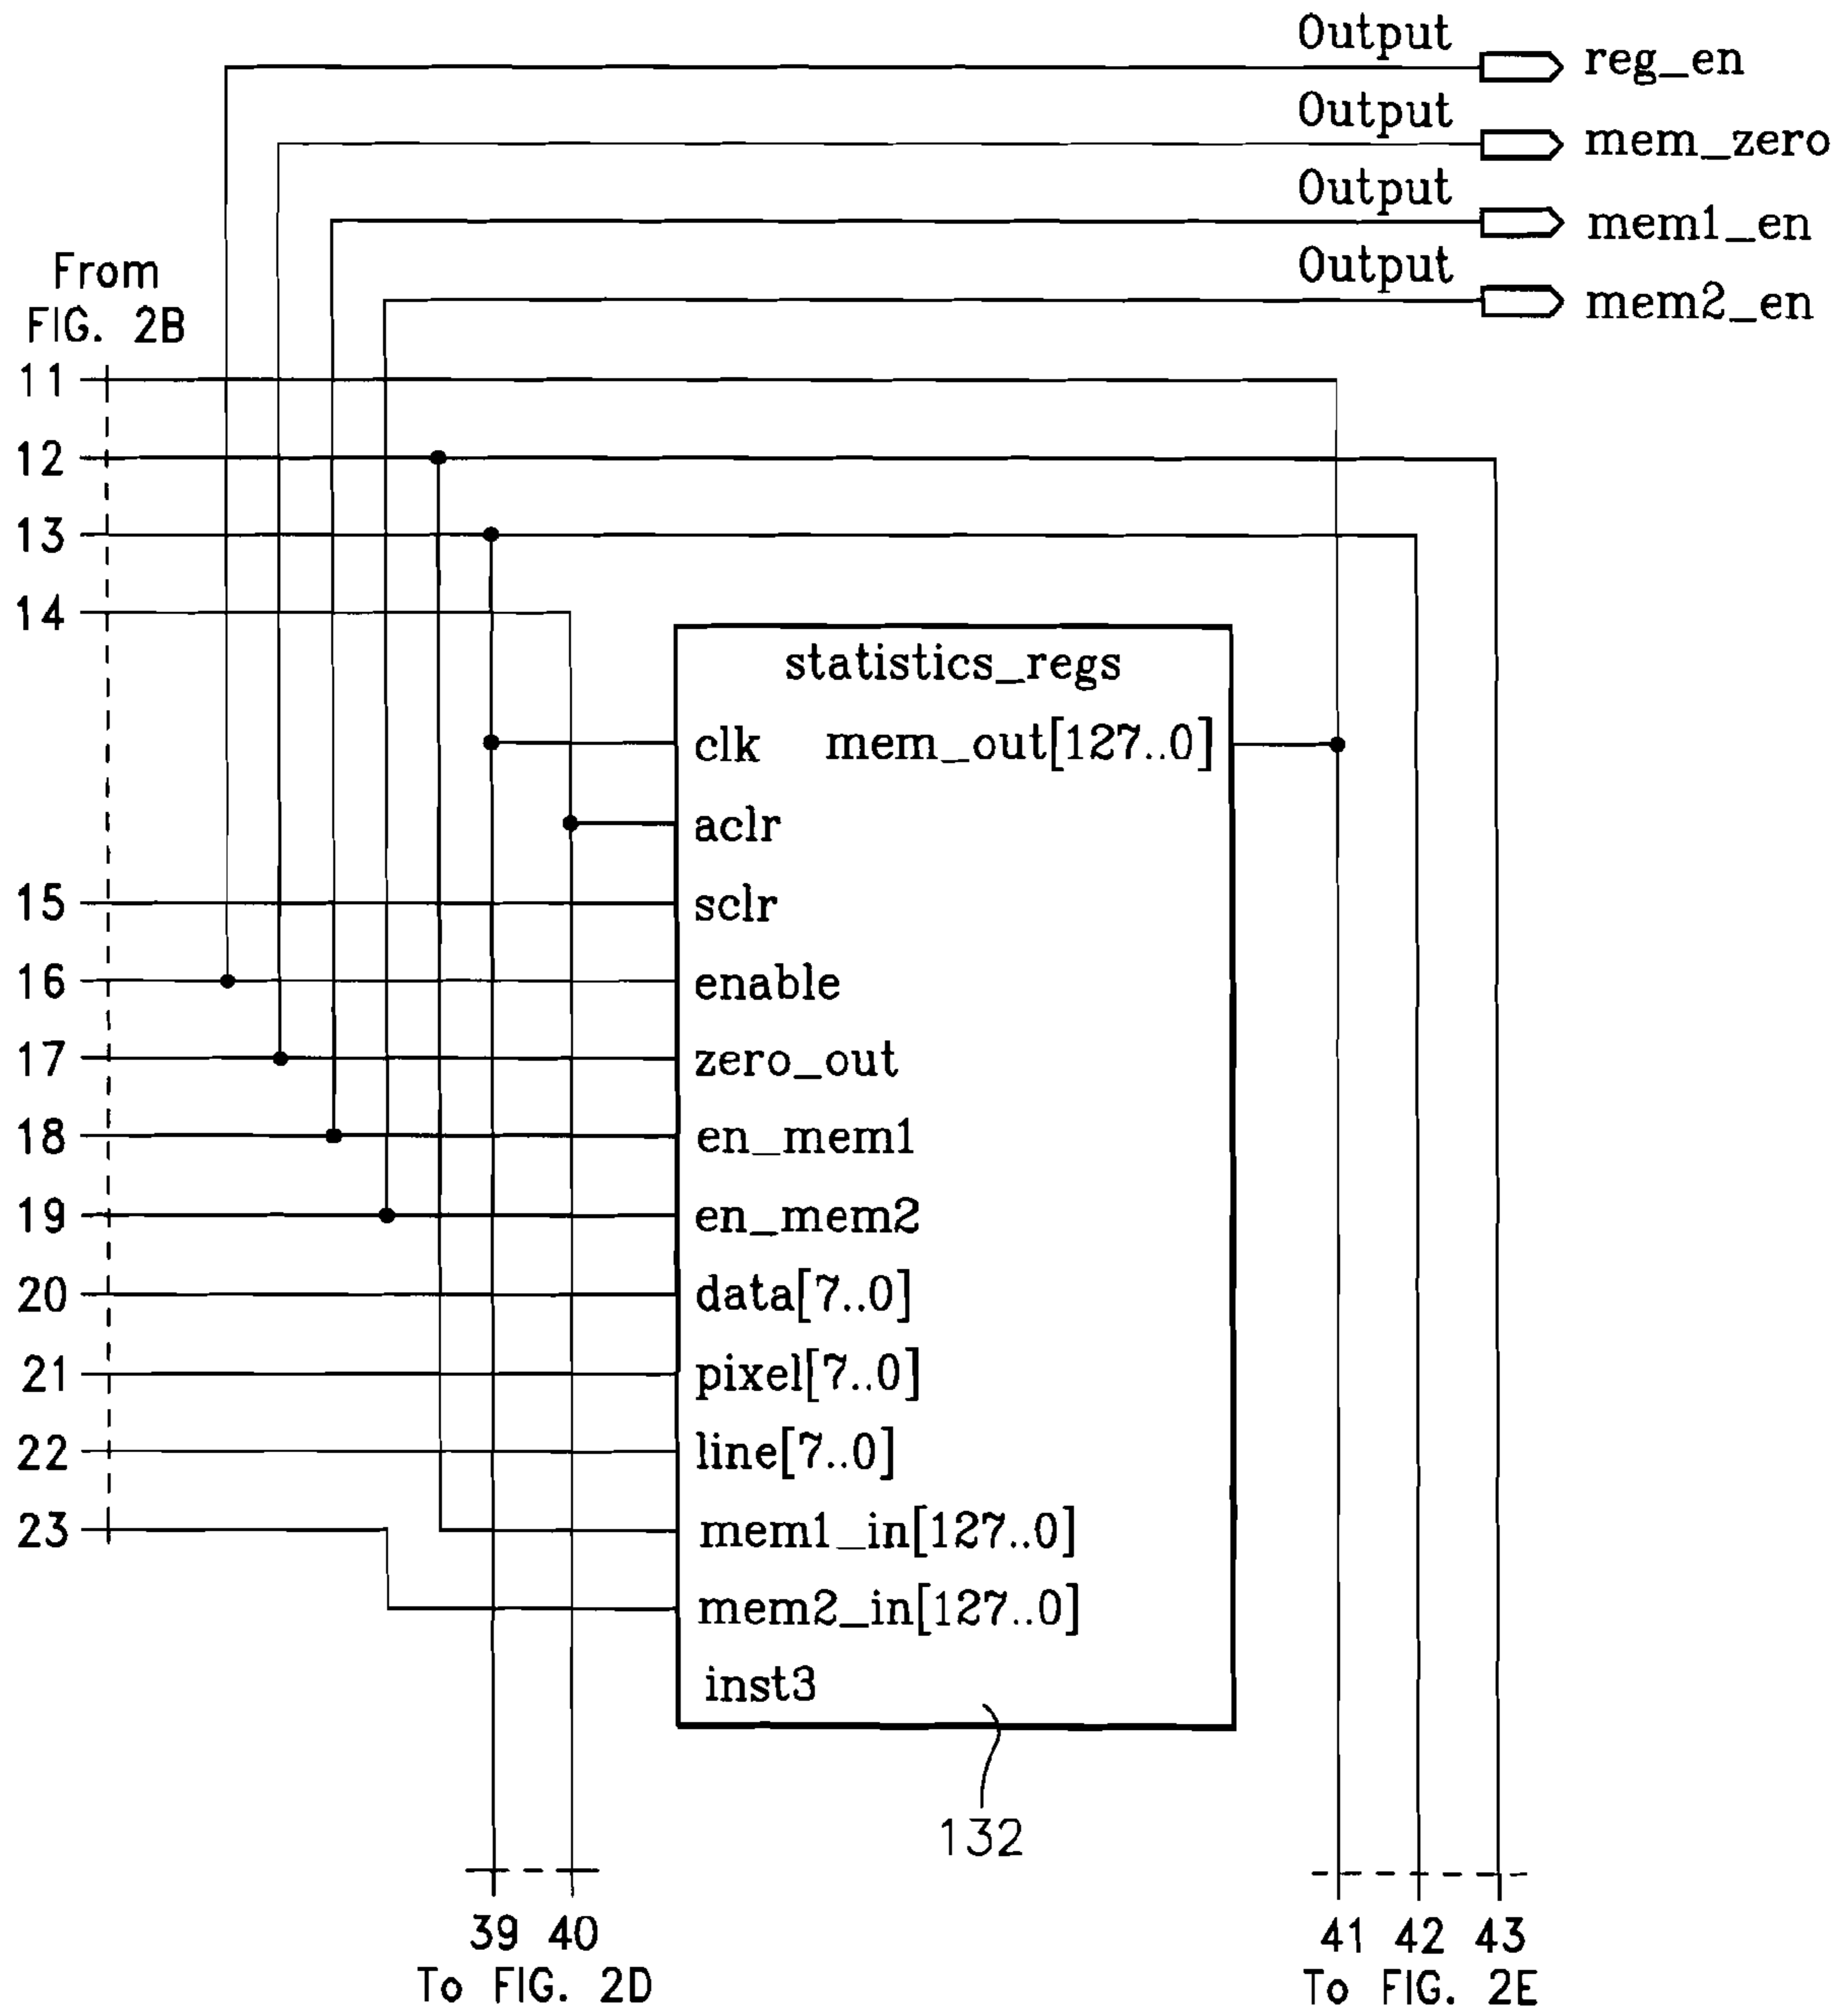 Output reg_en
Output mem_zero
Output mem1_en
Output mem2_en
From
FIG. 2B
11
12
13
14
statistics_regs
clk mem_out[127..0]
aclr
15 sclr
16 enable
17 zero_out
18 en_mem1
19 en_mem2
20 data[7..0]
21 pixel[7..0]
22 line[7..0]
23 mem1_in[127..0]
mem2_in[127..0]
inst3
132
39 40 41 42 43
To FIG. 2D To FIG. 2E